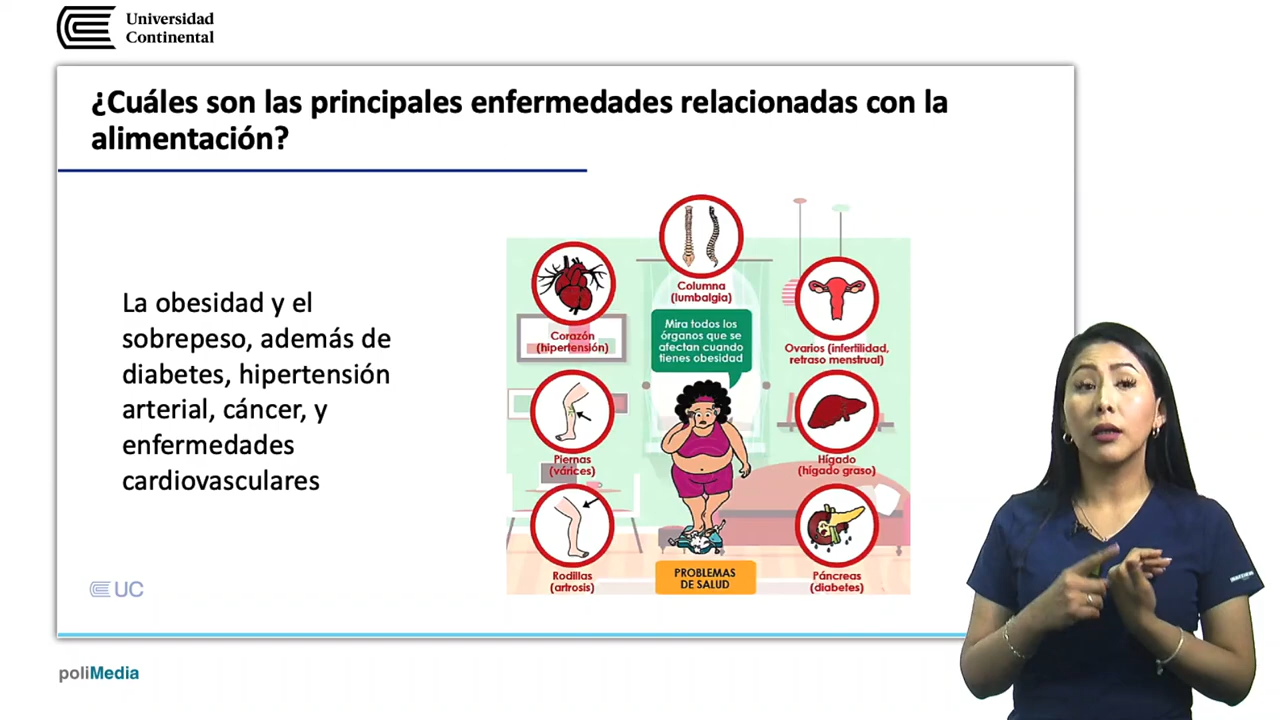 Universidad
Continental
¿Cuáles son las principales enfermedades relacionadas con la
alimentación?
La obesidad y el
sobrepeso, además de
diabetes, hipertensión
arterial, cáncer, y
enfermedades
cardiovasculares
Columna
(lumbalgia)
Corazón
(hipertensión)
Mira todos los
órganos que se
afectan cuando
tienes obesidad
Ovarios (infertilidad,
retraso menstrual)
Piernas
(várices)
Hígado
(hígado graso)
Rodillas
(artrosis)
PROBLEMAS
DE SALUD
Páncreas
(diabetes)
UC
poliMedia